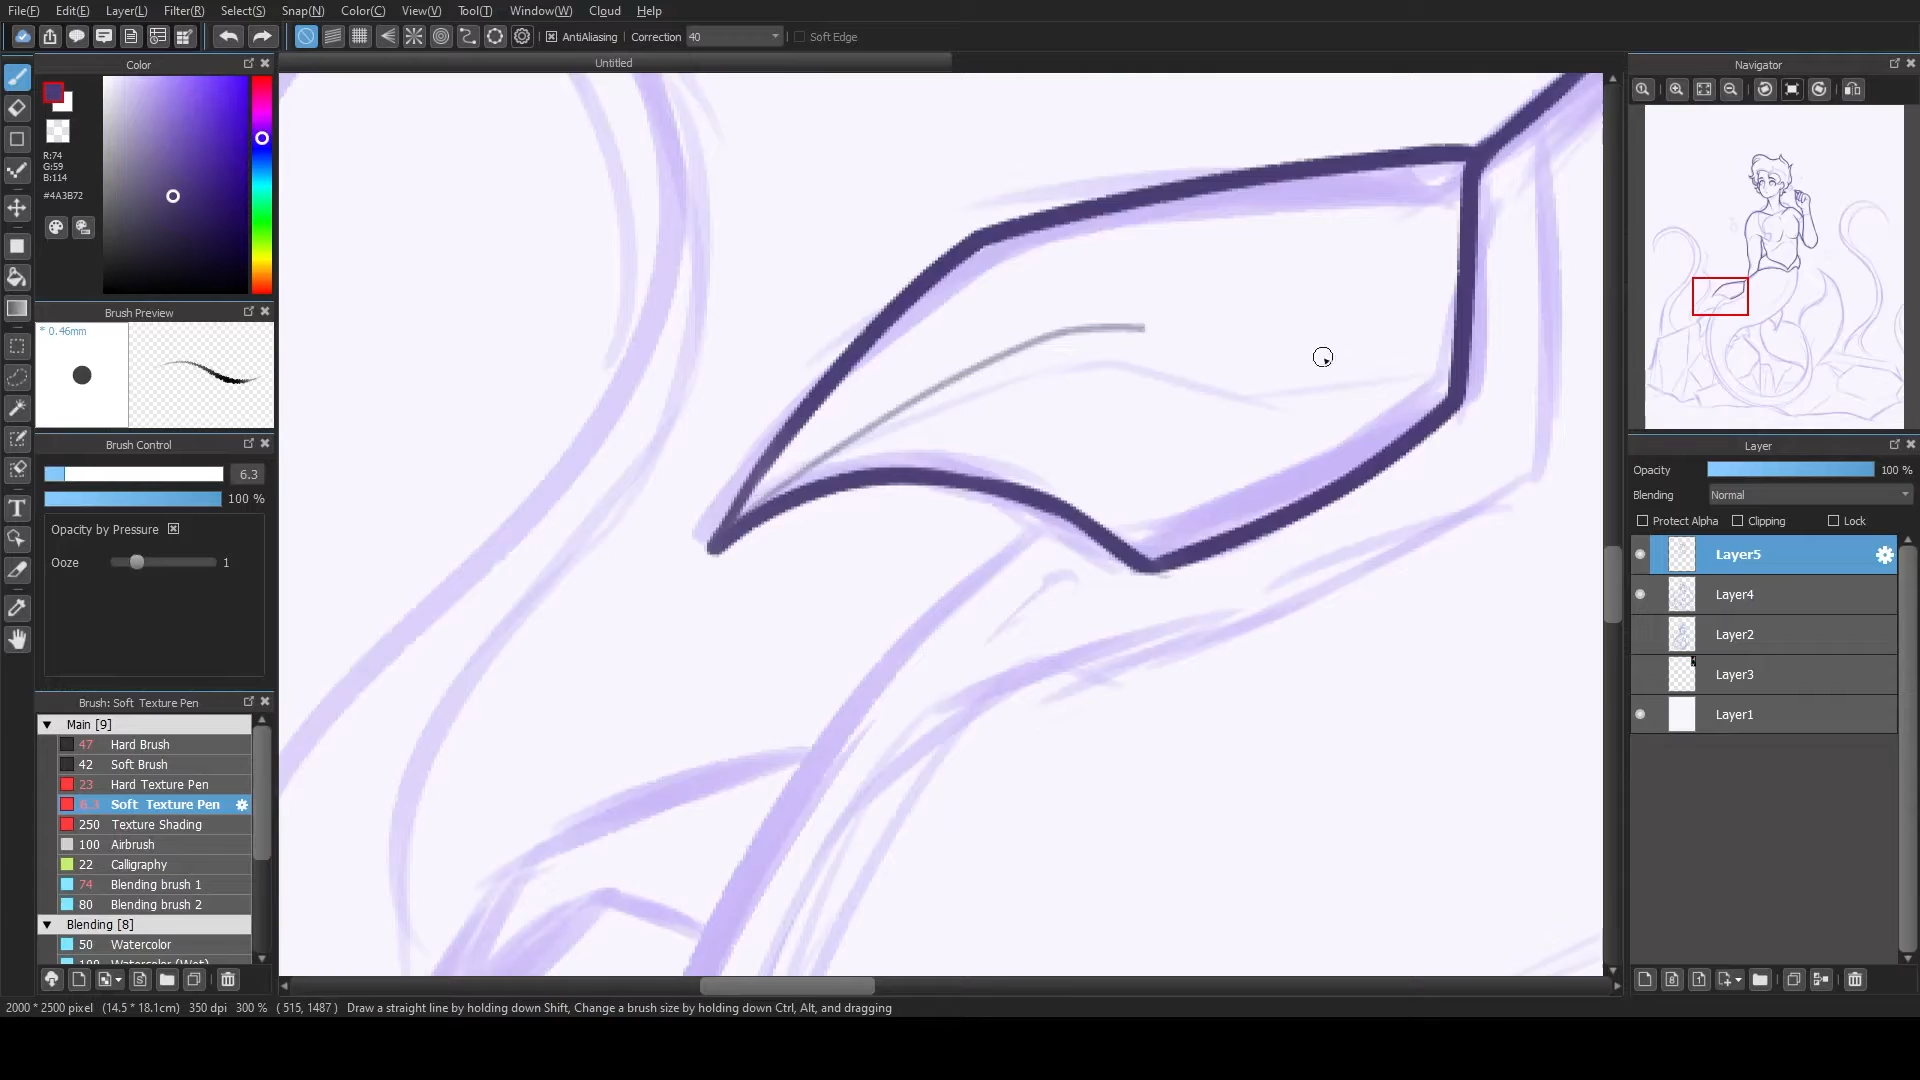 File(F) Edit(E) Layer(L) Filter(R) Select(S) Snap(N) Color(C) View(V) Tool(T) Window(W) Cloud Help
AntiAliasing Correction 40 Soft Edge
Color
Untitled
Navigator
R:74
G:59
B:114
#4A3B72
Brush Preview
* 0.46mm
Brush Control
6.3
100 %
Opacity by Pressure
Ooze 1
Brush: Soft Texture Pen
Main [9]
47 Hard Brush
42 Soft Brush
23 Hard Texture Pen
6.3 Soft Texture Pen
250 Texture Shading
100 Airbrush
22 Calligraphy
74 Blending brush 1
80 Blending brush 2
Blending [8]
50 Watercolor
100 Watercolor (Wet)
Layer
Opacity 100 %
Blending Normal
Protect Alpha Clipping Lock
Layer5
Layer4
Layer2
Layer3
Layer1
2000 * 2500 pixel (14.5 * 18.1cm) 350 dpi 300 % ( 515, 1487 ) Draw a straight line by holding down Shift, Change a brush size by holding down Ctrl, Alt, and dragging